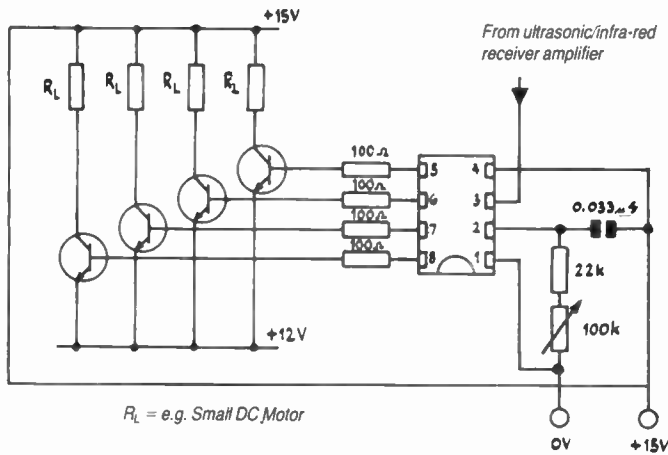 +15V
From ultrasonic/infra-red
receiver amplifier
RL
RL
RL
R2
100Ω
5
4
100Ω
6
3
100Ω
7
2
0.033µf
100Ω
8
1
22k
100k
+12V
RL = e.g. Small DC Motor
0V
+15V